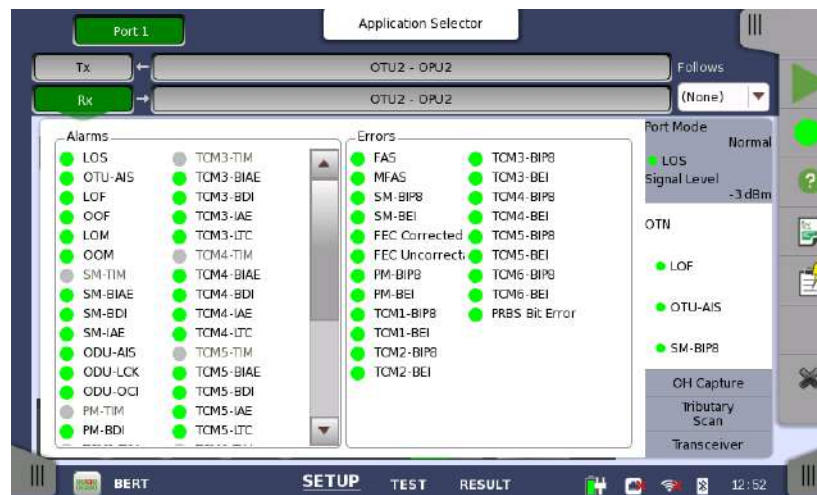 Port 1
Application Selector
Tx
OTU2 - OPU2
Follows
Rx
OTU2 - OPU2
(None)
Alarms
LOS
OTU-AIS
LOF
OOF
LOM
OOM
SM-TIM
SM-BIAE
SM-BDI
SM-IAE
ODU-AIS
ODU-LCK
ODU-OCI
PM-TIM
PM-BDI
TCM3-TIM
TCM3-BIAE
TCM3-BDI
TCM3-IAE
TCM3-LTC
TCM4-TIM
TCM4-BIAE
TCM4-BDI
TCM4-IAE
TCM4-LTC
TCM5-TIM
TCM5-BIAE
TCM5-BDI
TCM5-IAE
TCM5-LTC
Errors
FAS
MFAS
SM-BIP8
SM-BEI
FEC Corrected
FEC Uncorrect
PM-BIP8
PM-BEI
TCM1-BIP8
TCM1-BEI
TCM2-BIP8
TCM2-BEI
TCM3-BIP8
TCM3-BEI
TCM4-BIP8
TCM4-BEI
TCM5-BIP8
TCM5-BEI
TCM6-BIP8
TCM6-BEI
PRBS Bit Error
Port Mode
Normal
LOS
Signal Level
-3 dBm
OTN
LOF
OTU-AIS
SM-BIP8
OH Capture
Tributary
Scan
Transceiver
BERT
SETUP
TEST
RESULT
12:52